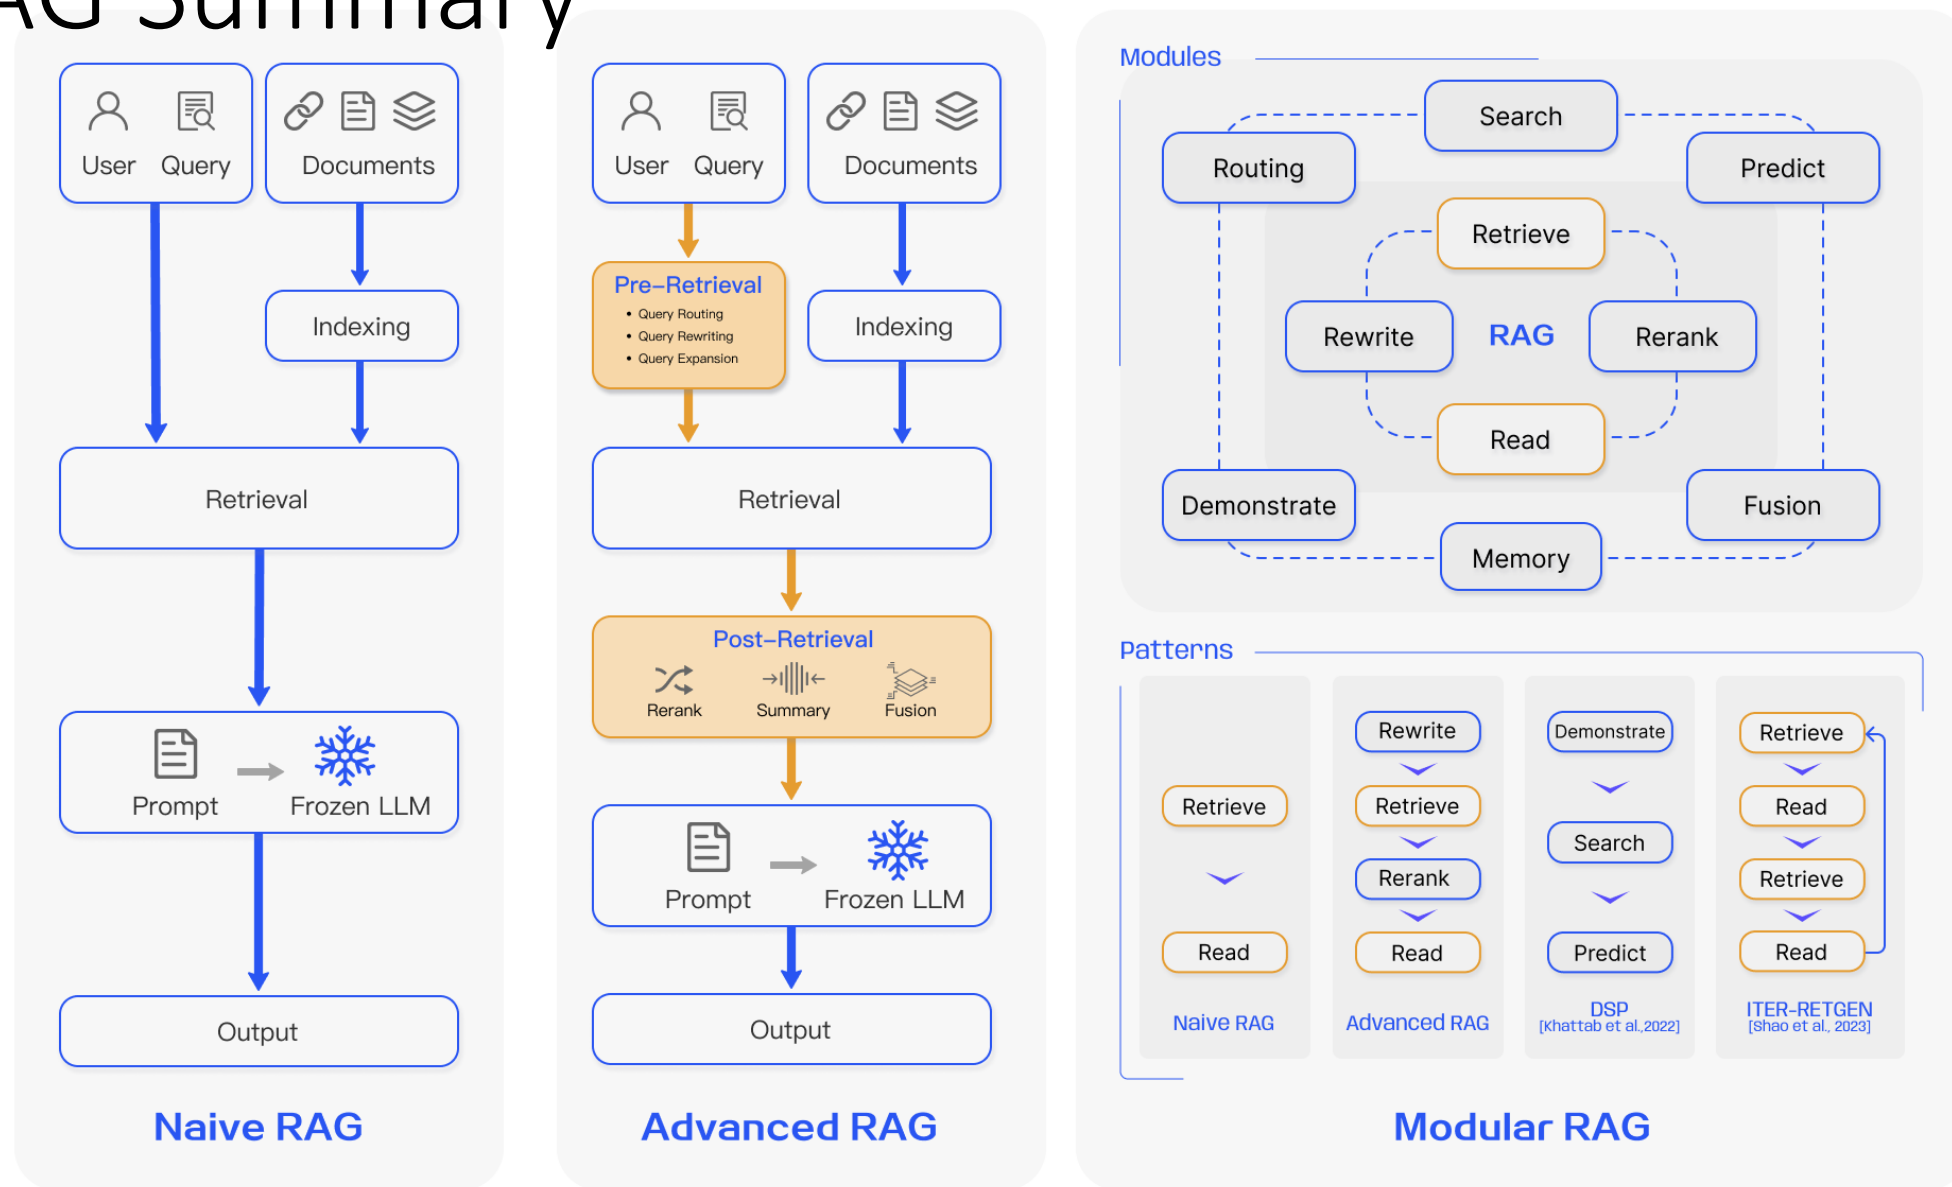 AG Summary
User Query
Documents
Indexing
Retrieval
Prompt
Frozen LLM
Output
Naive RAG
User Query
Documents
Pre-Retrieval
• Query Routing
• Query Rewriting
• Query Expansion
Indexing
Retrieval
Post-Retrieval
Rerank
Summary
Fusion
Prompt
Frozen LLM
Output
Advanced RAG
Modules
Search
Routing
Predict
Retrieve
Rewrite
RAG
Rerank
Read
Demonstrate
Fusion
Memory
Patterns
Retrieve
Read
Naive RAG
Rewrite
Retrieve
Rerank
Read
Advanced RAG
Demonstrate
Search
Predict
DSP
[Khattab et al.,2022]
Retrieve
Read
Retrieve
Read
ITER-RETGEN
[Shao et al., 2023]
Modular RAG